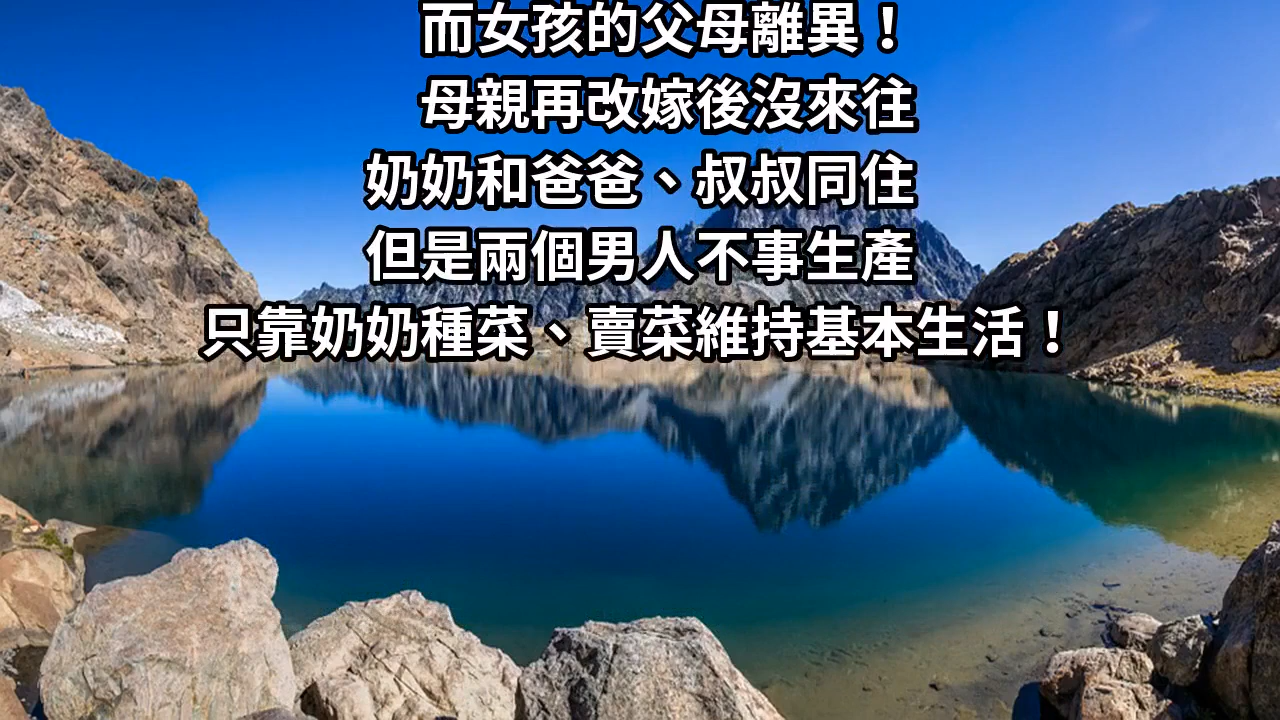 而女孩的父母離異！
母親再改嫁後沒來往
奶奶和爸爸、叔叔同住
但是兩個男人不事生產
只靠奶奶種菜、賣菜維持基本生活！